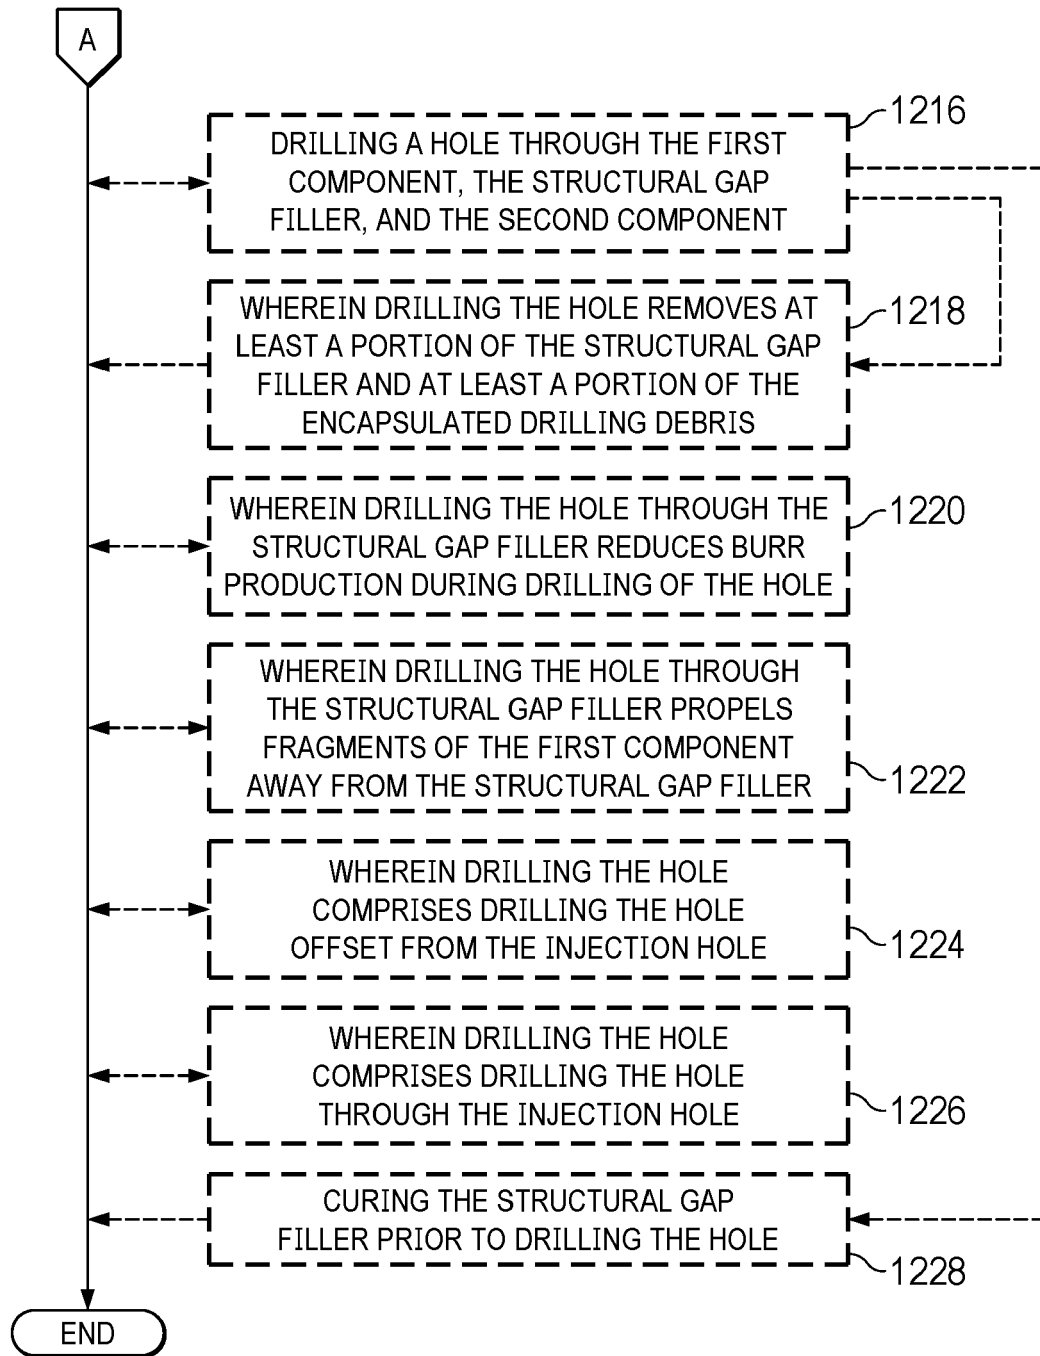 A
1216
DRILLING A HOLE THROUGH THE FIRST
COMPONENT, THE STRUCTURAL GAP
FILLER, AND THE SECOND COMPONENT
WHEREIN DRILLING THE HOLE REMOVES AT
LEAST A PORTION OF THE STRUCTURAL GAP
FILLER AND AT LEAST A PORTION OF THE
ENCAPSULATED DRILLING DEBRIS
1218
WHEREIN DRILLING THE HOLE THROUGH THE
STRUCTURAL GAP FILLER REDUCES BURR
PRODUCTION DURING DRILLING OF THE HOLE
1220
WHEREIN DRILLING THE HOLE THROUGH
THE STRUCTURAL GAP FILLER PROPELS
FRAGMENTS OF THE FIRST COMPONENT
AWAY FROM THE STRUCTURAL GAP FILLER
1222
WHEREIN DRILLING THE HOLE
COMPRISES DRILLING THE HOLE
OFFSET FROM THE INJECTION HOLE
1224
WHEREIN DRILLING THE HOLE
COMPRISES DRILLING THE HOLE
THROUGH THE INJECTION HOLE
1226
CURING THE STRUCTURAL GAP
FILLER PRIOR TO DRILLING THE HOLE
1228
END